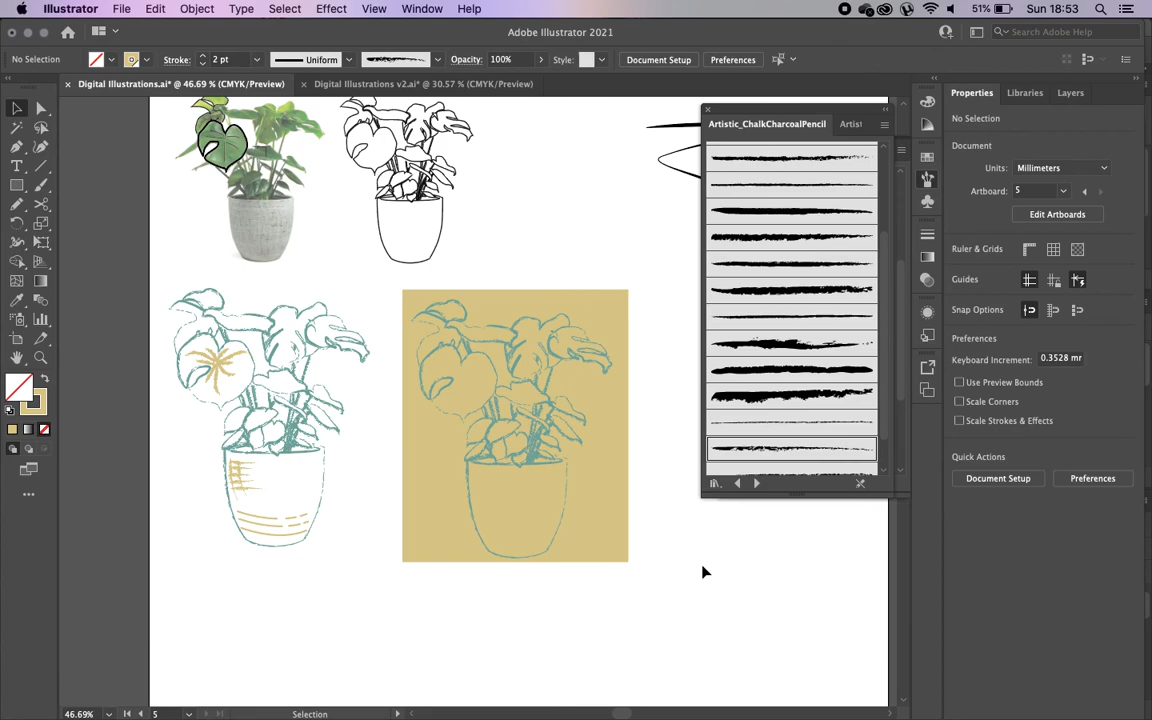 Illustrator File Edit Object Type Select Effect View Window Help 51% Sun 18:53
Adobe Illustrator 2021 Search Adobe Help
No Selection Stroke: 2 pt Uniform Opacity: 100% Style: Document Setup Preferences
× Digital Illustrations.ai* @ 46.69 % (CMYK/Preview) × Digital Illustrations v2.ai* @ 30.57 % (CMYK/Preview)
Properties Libraries Layers
Artistic_ChalkCharcoalPencil Artist
No Selection
Document
Units: Millimeters
Artboard: 5
Edit Artboards
Ruler & Grids
Guides
Snap Options
Preferences
Keyboard Increment: 0.3528 mr
Use Preview Bounds
Scale Corners
Scale Strokes & Effects
Quick Actions
Document Setup Preferences
46.69% 5 Selection